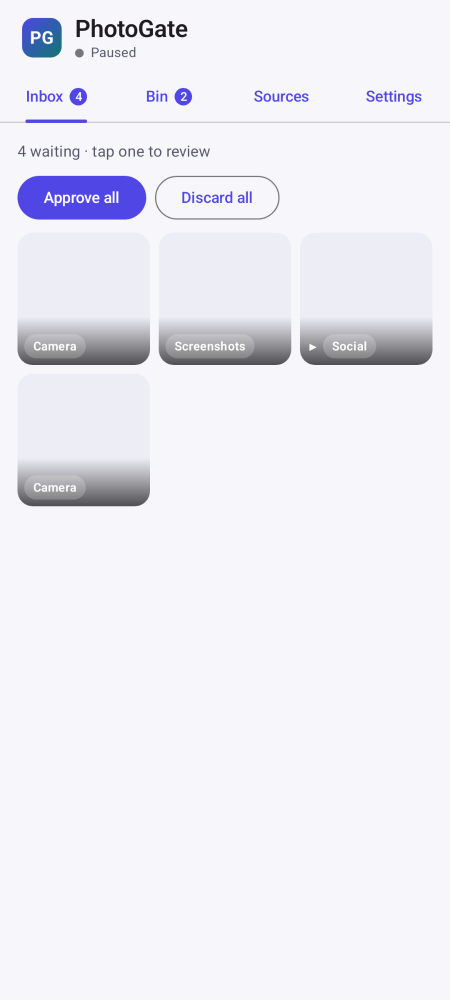 PG
PhotoGate
Paused
Inbox 4 Bin 2 Sources Settings
4 waiting · tap one to review
Approve all Discard all
Camera Screenshots ▶ Social
Camera